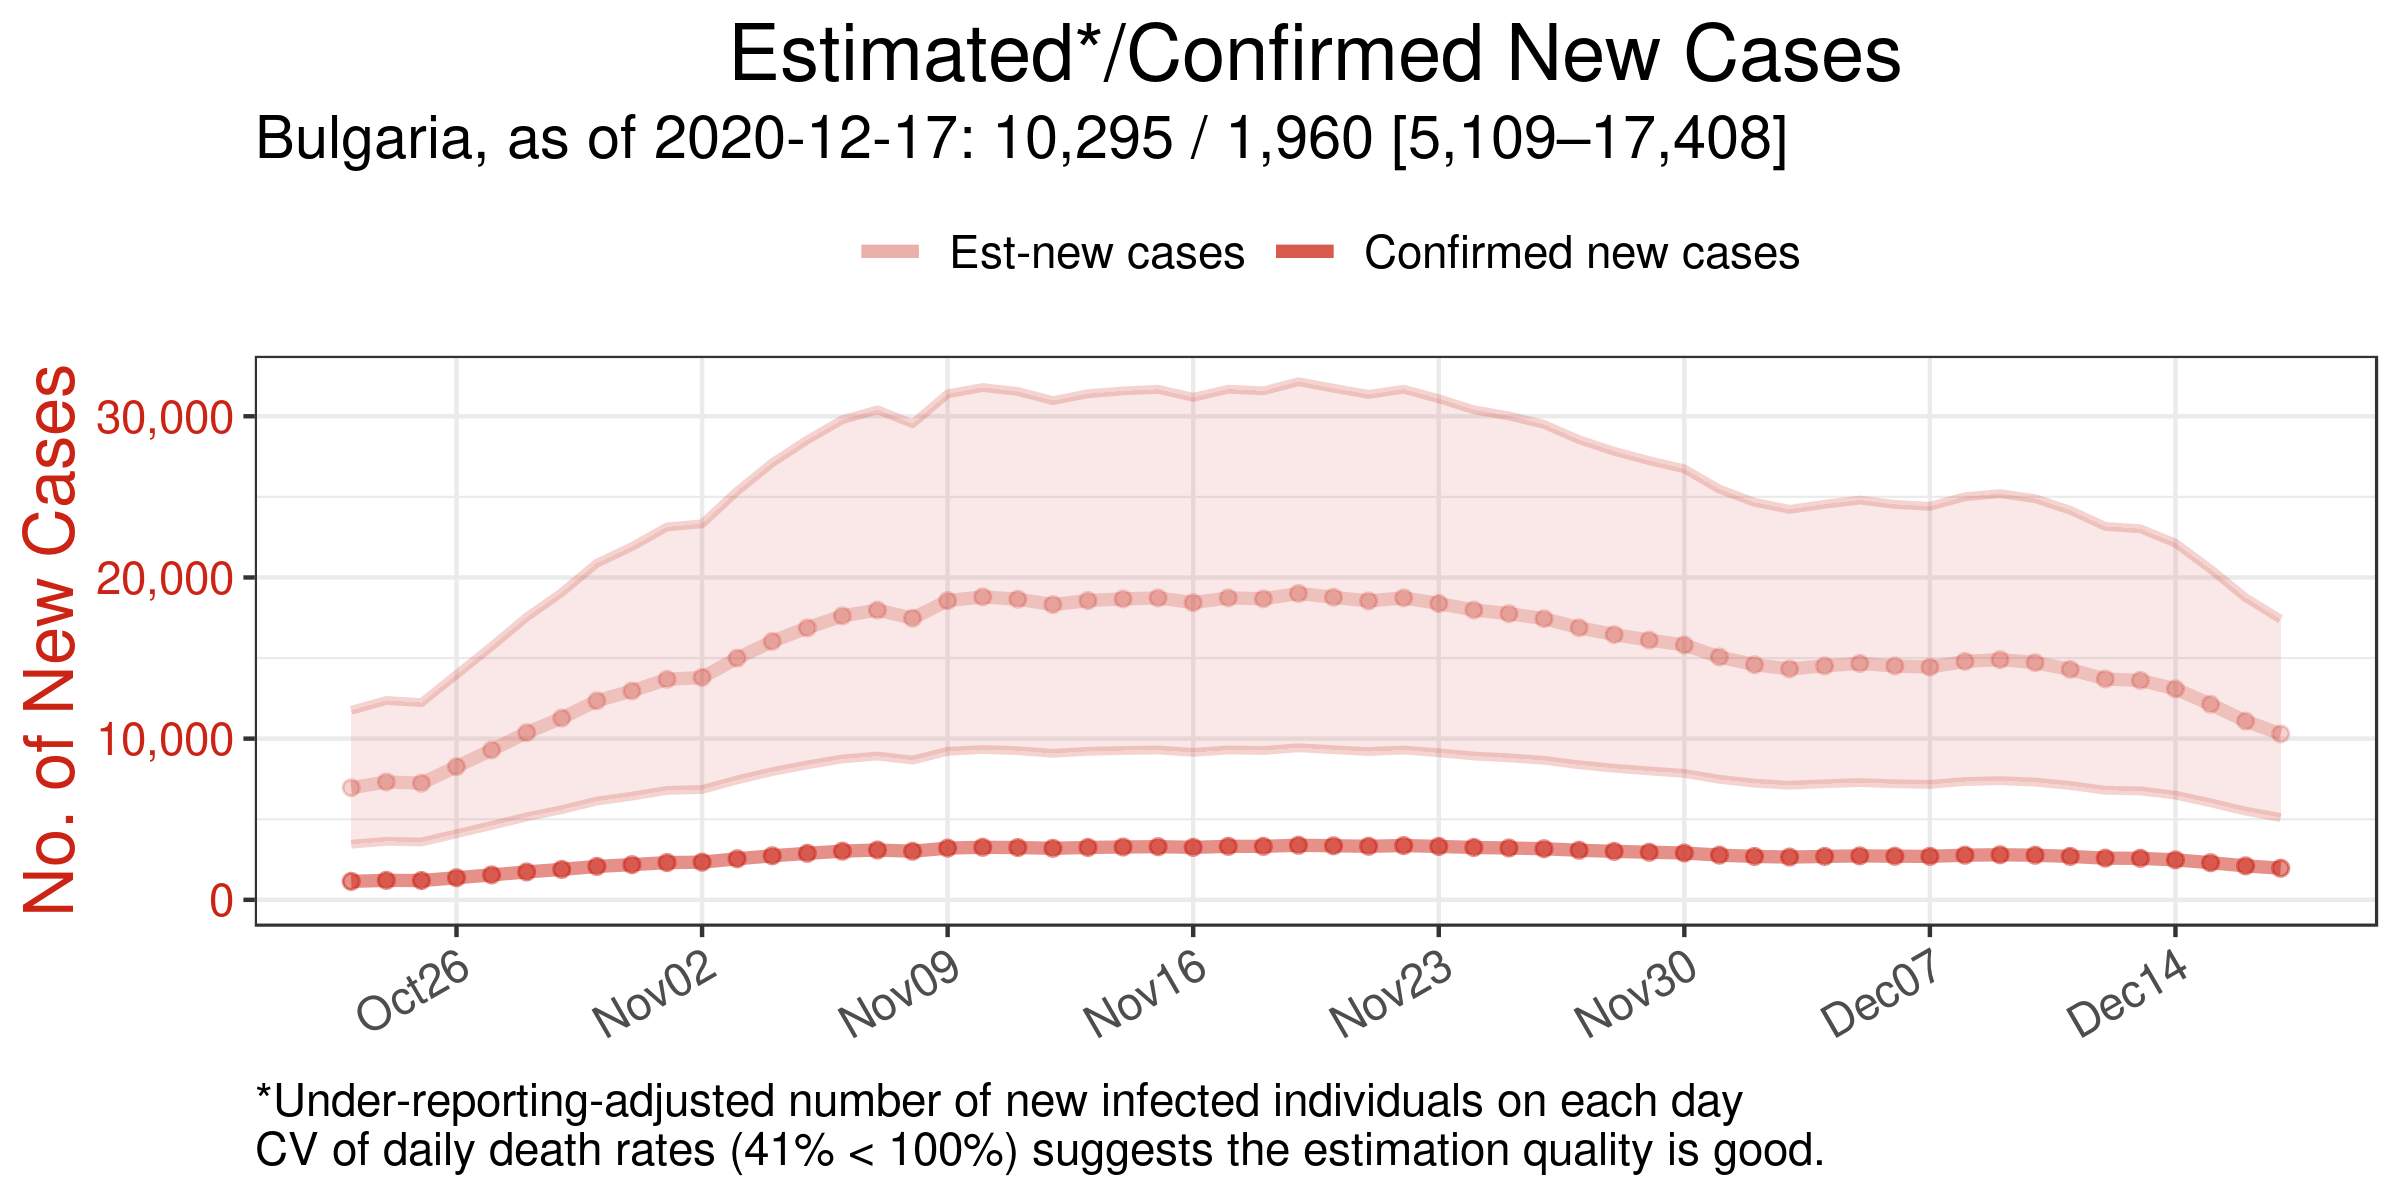 Estimated*/Confirmed New Cases
Bulgaria, as of 2020-12-17: 10,295 / 1,960 [5,109–17,408]
Est-new cases Confirmed new cases
No. of New Cases
30,000
20,000
10,000
0
Oct26 Nov02 Nov09 Nov16 Nov23 Nov30 Dec07 Dec14
*Under-reporting-adjusted number of new infected individuals on each day
CV of daily death rates (41% < 100%) suggests the estimation quality is good.